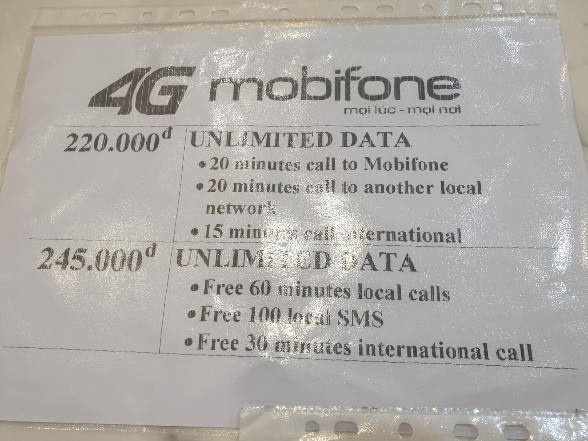 4G mobifone
mọi lúc - mọi nơi
220.000đ UNLIMITED DATA
• 20 minutes call to Mobifone
• 20 minutes call to another local
network
• 15 minutes call international
245.000đ UNLIMITED DATA
• Free 60 minutes local calls
• Free 100 local SMS
• Free 30 minutes international call